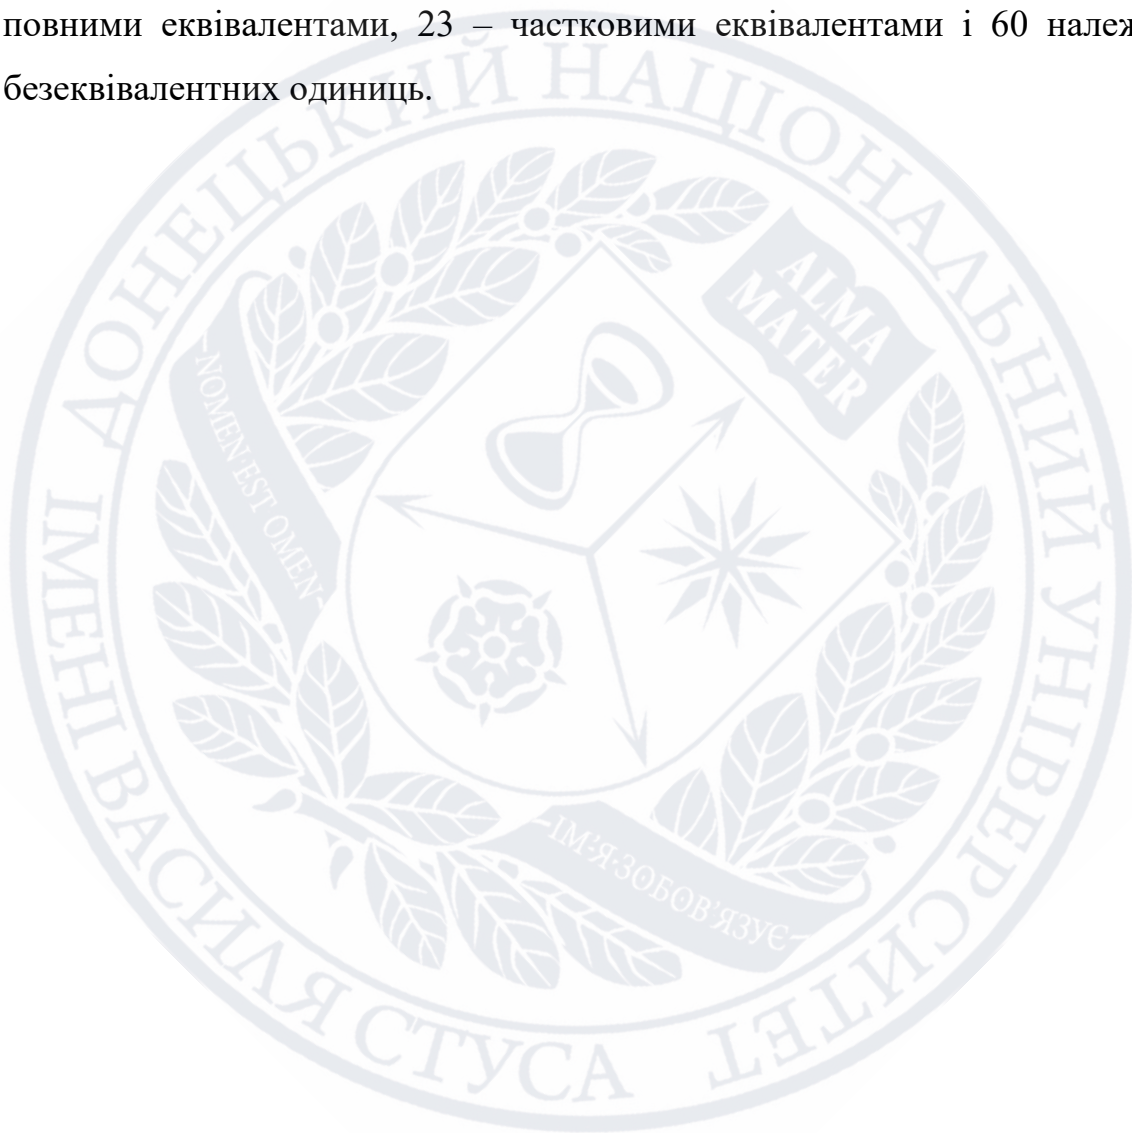 повними еквівалентами, 23 – частковими еквівалентами і 60
безеквівалентних одиниць.
ДОНЕЦЬКИЙ НАЦІОНАЛЬНИЙ УНІВЕРСИТЕТ
ІМЕНІ ВАСИЛЯ СТУСА
ALMA
MATER
NOMEN EST OMEN
ІМ'Я ЗОБОВ'ЯЗУЄ